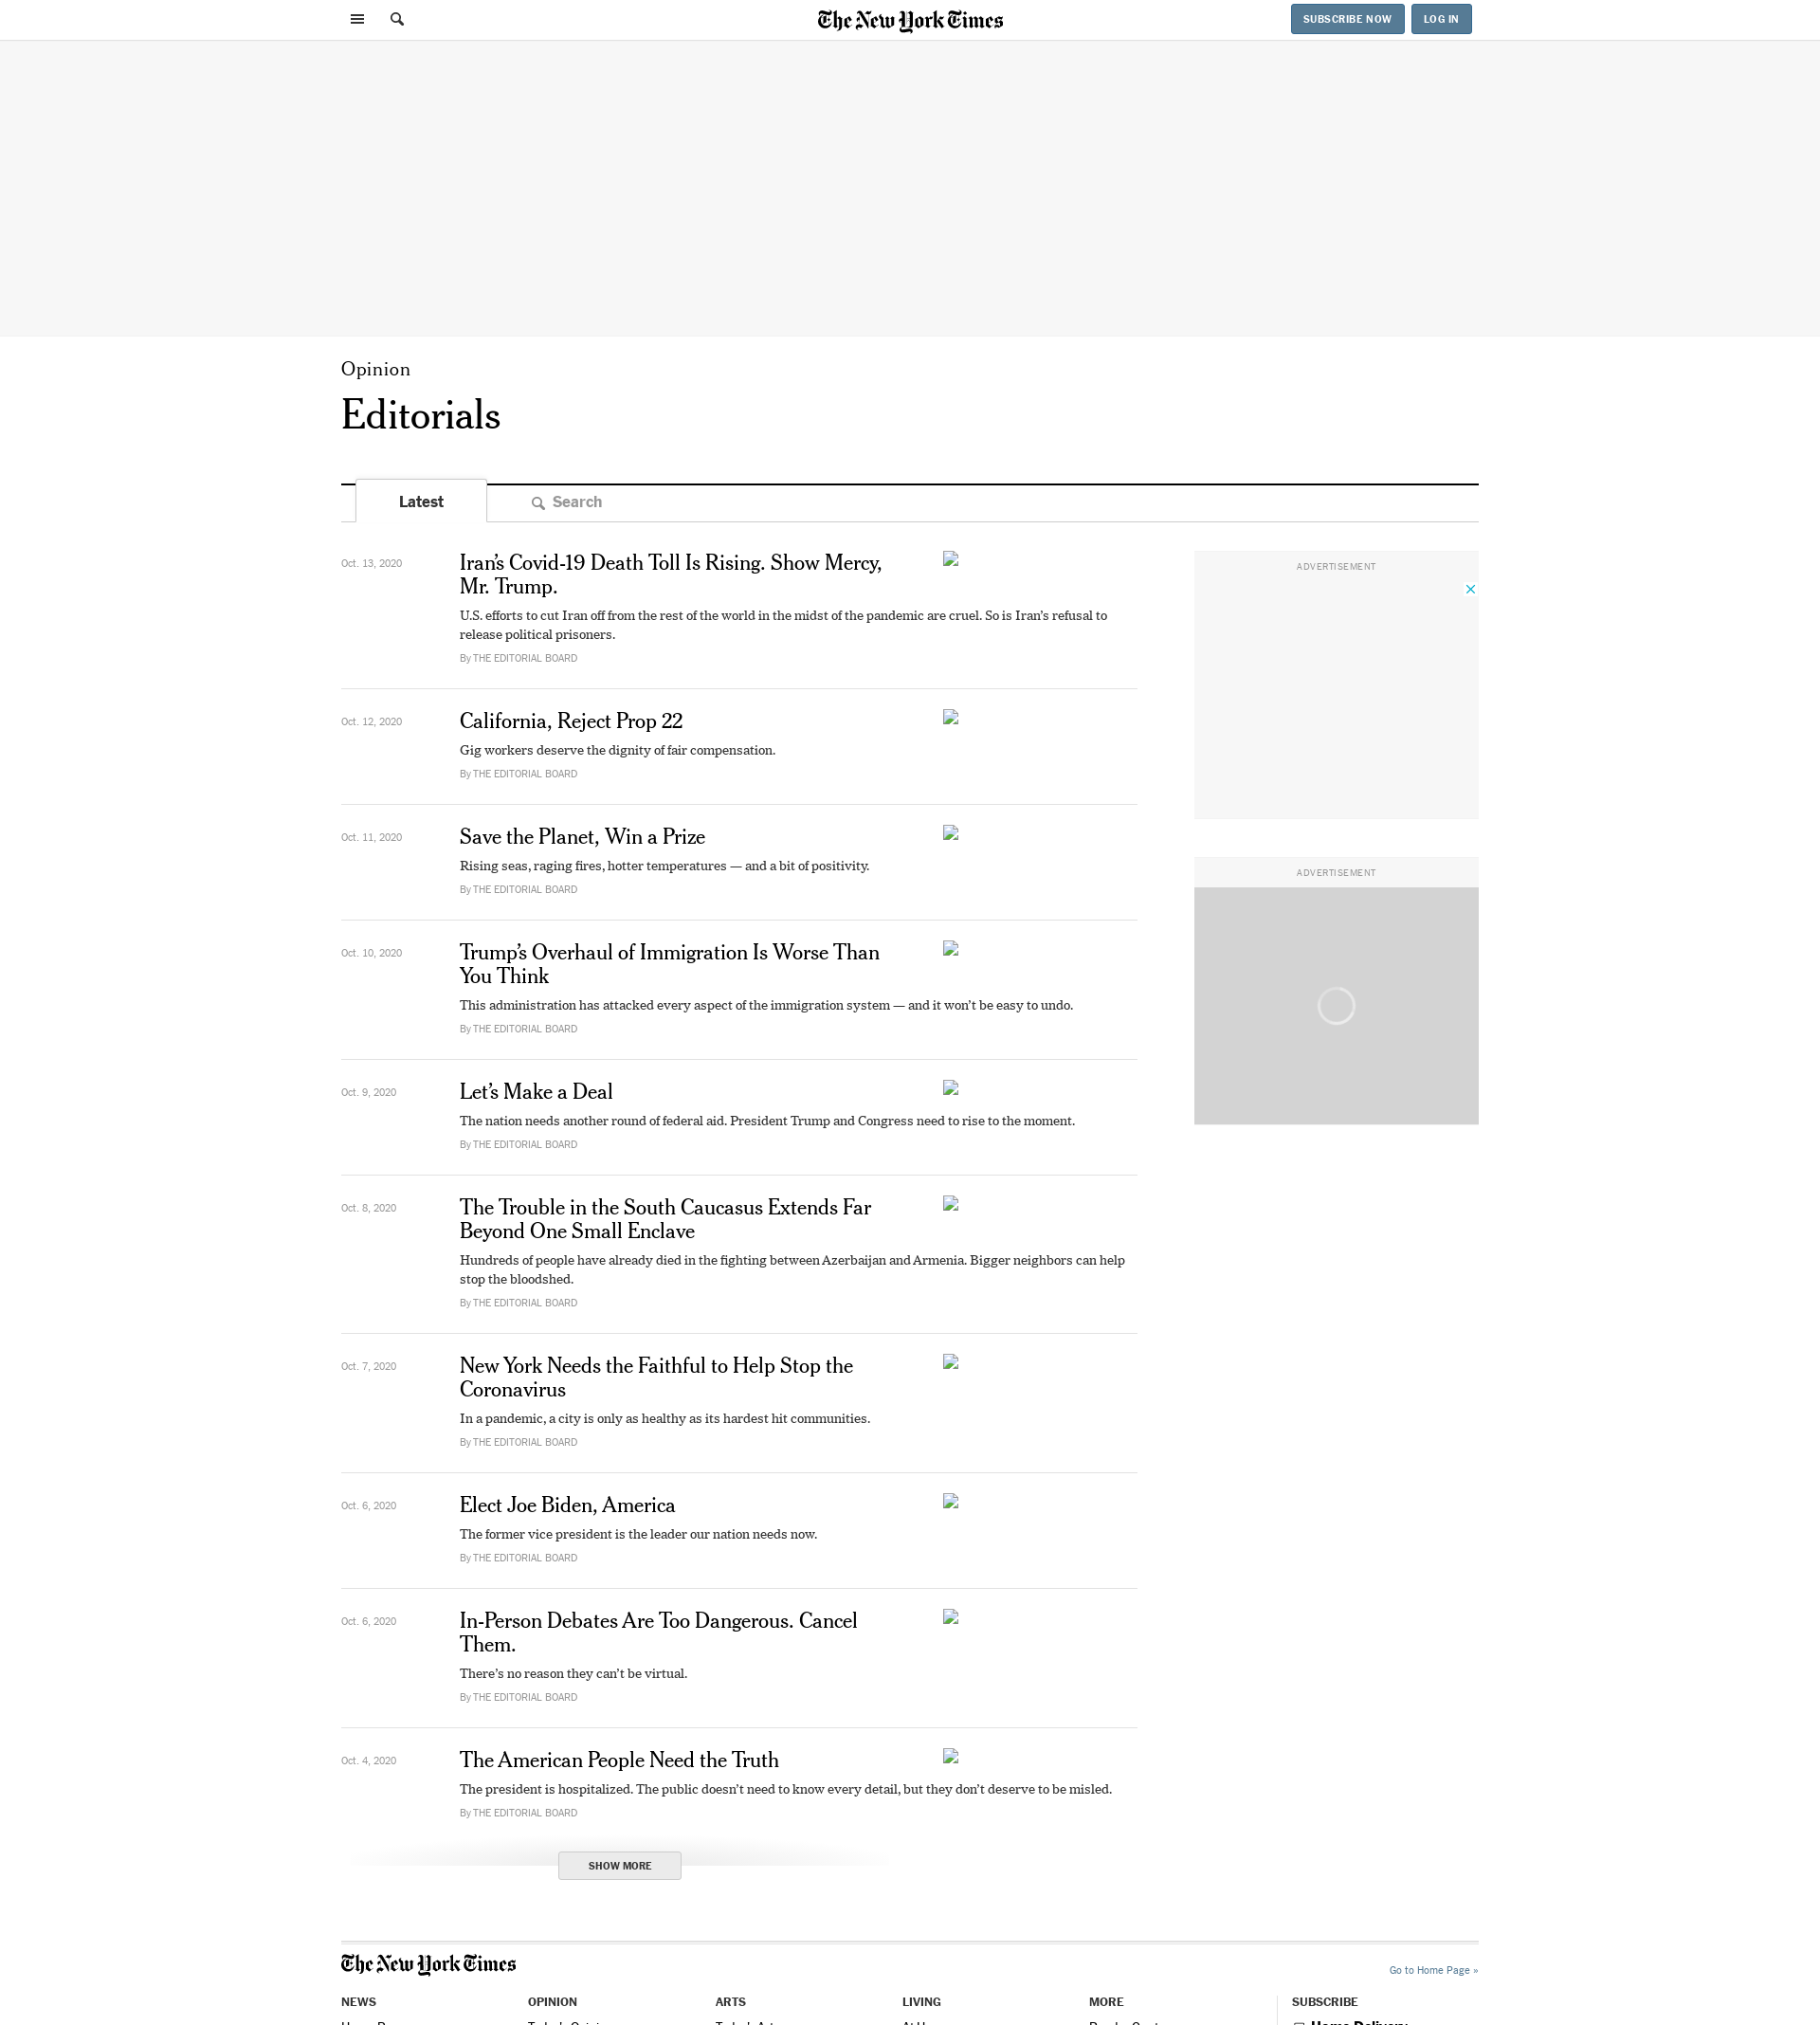 The New York Times
SUBSCRIBE NOW
LOG IN
Opinion
Editorials
Latest
Search
Oct. 13, 2020
Iran’s Covid-19 Death Toll Is Rising. Show Mercy,
Mr. Trump.
U.S. efforts to cut Iran off from the rest of the world in the midst of the pandemic are cruel. So is Iran’s refusal to
release political prisoners.
By THE EDITORIAL BOARD
ADVERTISEMENT
Oct. 12, 2020
California, Reject Prop 22
Gig workers deserve the dignity of fair compensation.
By THE EDITORIAL BOARD
Oct. 11, 2020
Save the Planet, Win a Prize
Rising seas, raging fires, hotter temperatures — and a bit of positivity.
By THE EDITORIAL BOARD
ADVERTISEMENT
Oct. 10, 2020
Trump’s Overhaul of Immigration Is Worse Than
You Think
This administration has attacked every aspect of the immigration system — and it won’t be easy to undo.
By THE EDITORIAL BOARD
Oct. 9, 2020
Let’s Make a Deal
The nation needs another round of federal aid. President Trump and Congress need to rise to the moment.
By THE EDITORIAL BOARD
Oct. 8, 2020
The Trouble in the South Caucasus Extends Far
Beyond One Small Enclave
Hundreds of people have already died in the fighting between Azerbaijan and Armenia. Bigger neighbors can help
stop the bloodshed.
By THE EDITORIAL BOARD
Oct. 7, 2020
New York Needs the Faithful to Help Stop the
Coronavirus
In a pandemic, a city is only as healthy as its hardest hit communities.
By THE EDITORIAL BOARD
Oct. 6, 2020
Elect Joe Biden, America
The former vice president is the leader our nation needs now.
By THE EDITORIAL BOARD
Oct. 6, 2020
In-Person Debates Are Too Dangerous. Cancel
Them.
There’s no reason they can’t be virtual.
By THE EDITORIAL BOARD
Oct. 4, 2020
The American People Need the Truth
The president is hospitalized. The public doesn’t need to know every detail, but they don’t deserve to be misled.
By THE EDITORIAL BOARD
SHOW MORE
The New York Times
Go to Home Page »
NEWS
OPINION
ARTS
LIVING
MORE
SUBSCRIBE